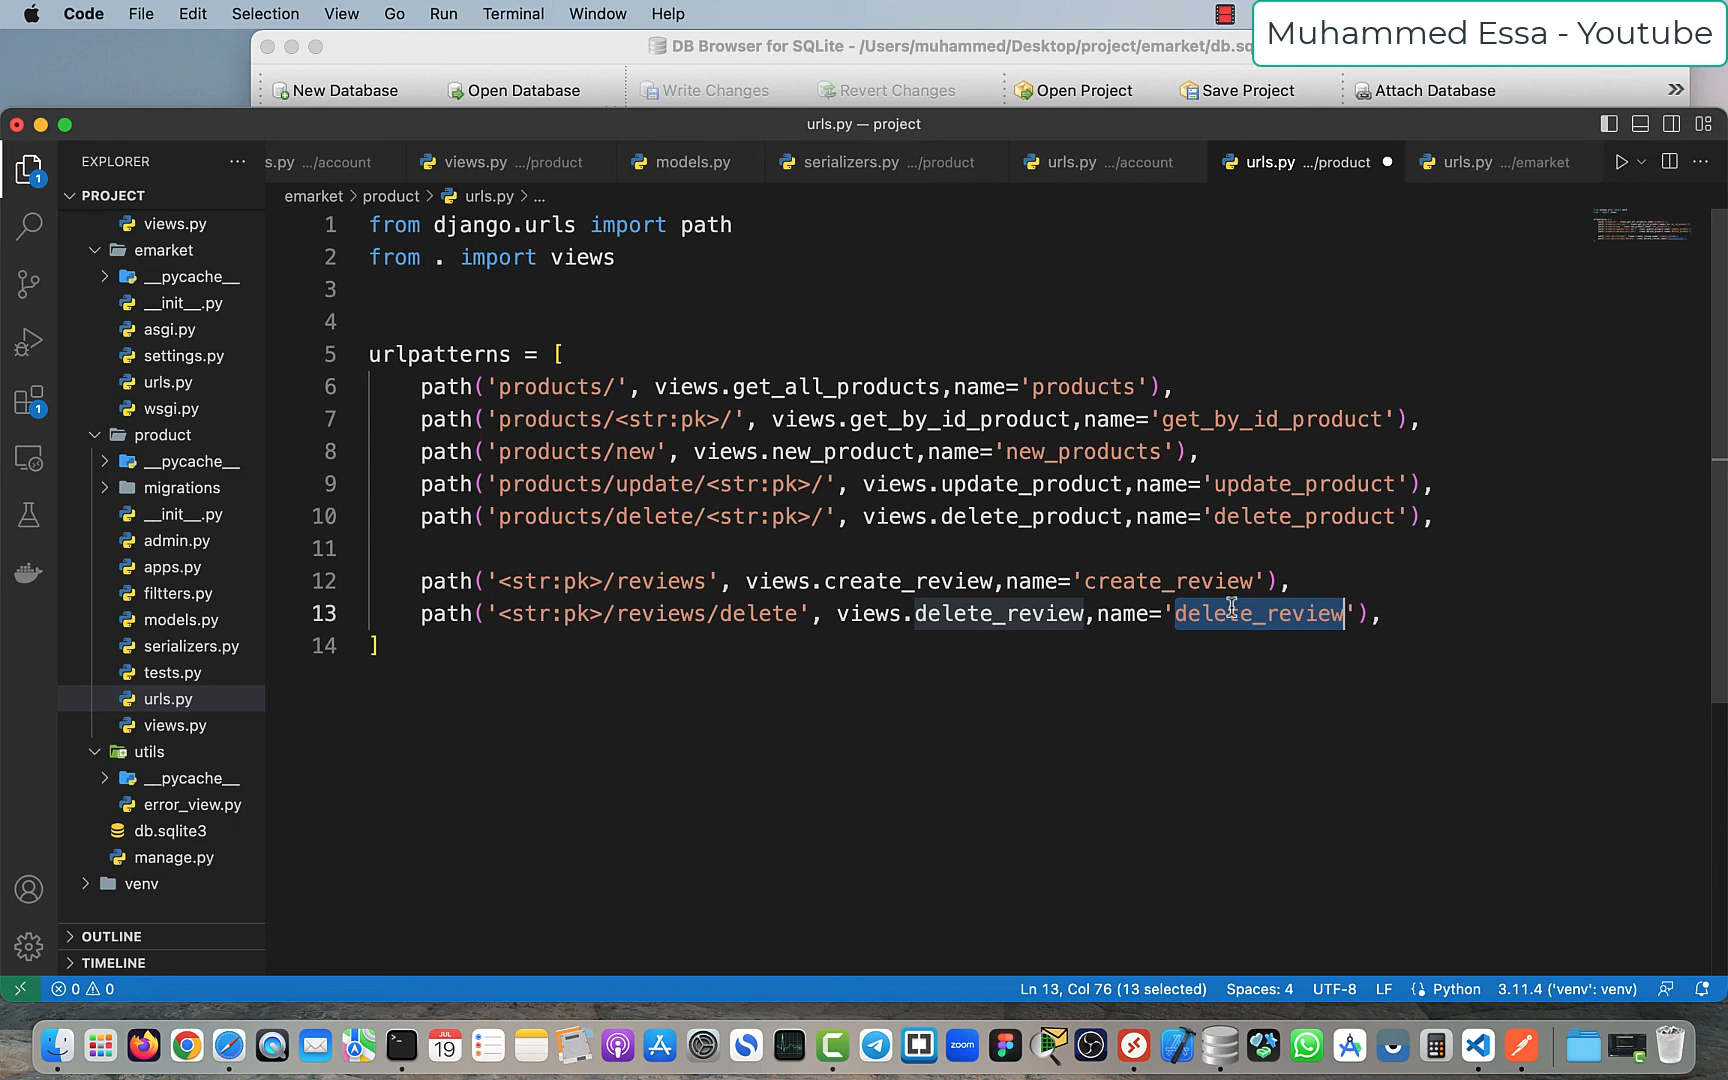 Code File Edit Selection View Go Run Terminal Window Help
Muhammed Essa - Youtube
DB Browser for SQLite - /Users/muhammed/Desktop/project/emarket/db.sq
New Database Open Database Write Changes Revert Changes Open Project Save Project Attach Database »
urls.py — project
EXPLORER ···
s.py .../account views.py .../product models.py serializers.py .../product urls.py .../account urls.py .../product urls.py .../emarket ···
PROJECT
emarket > product > urls.py > ...
views.py
emarket
__pycache__
__init__.py
asgi.py
settings.py
urls.py
wsgi.py
product
__pycache__
migrations
__init__.py
admin.py
apps.py
filtters.py
models.py
serializers.py
tests.py
urls.py
views.py
utils
__pycache__
error_view.py
db.sqlite3
manage.py
venv
OUTLINE
TIMELINE
1
1
1 from django.urls import path
2 from . import views
3
4
5 urlpatterns = [
6 path('products/', views.get_all_products,name='products'),
7 path('products/<str:pk>/', views.get_by_id_product,name='get_by_id_product'),
8 path('products/new', views.new_product,name='new_products'),
9 path('products/update/<str:pk>/', views.update_product,name='update_product'),
10 path('products/delete/<str:pk>/', views.delete_product,name='delete_product'),
11
12 path('<str:pk>/reviews', views.create_review,name='create_review'),
13 path('<str:pk>/reviews/delete', views.delete_review,name='delete_review'),
14 ]
0 0 Ln 13, Col 76 (13 selected) Spaces: 4 UTF-8 LF Python 3.11.4 ('venv': venv)
JUL
19
zoom